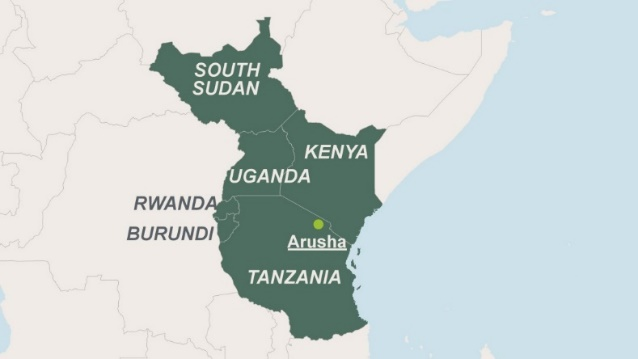 SOUTH
SUDAN
KENYA
UGANDA
RWANDA
BURUNDI
Arusha
TANZANIA